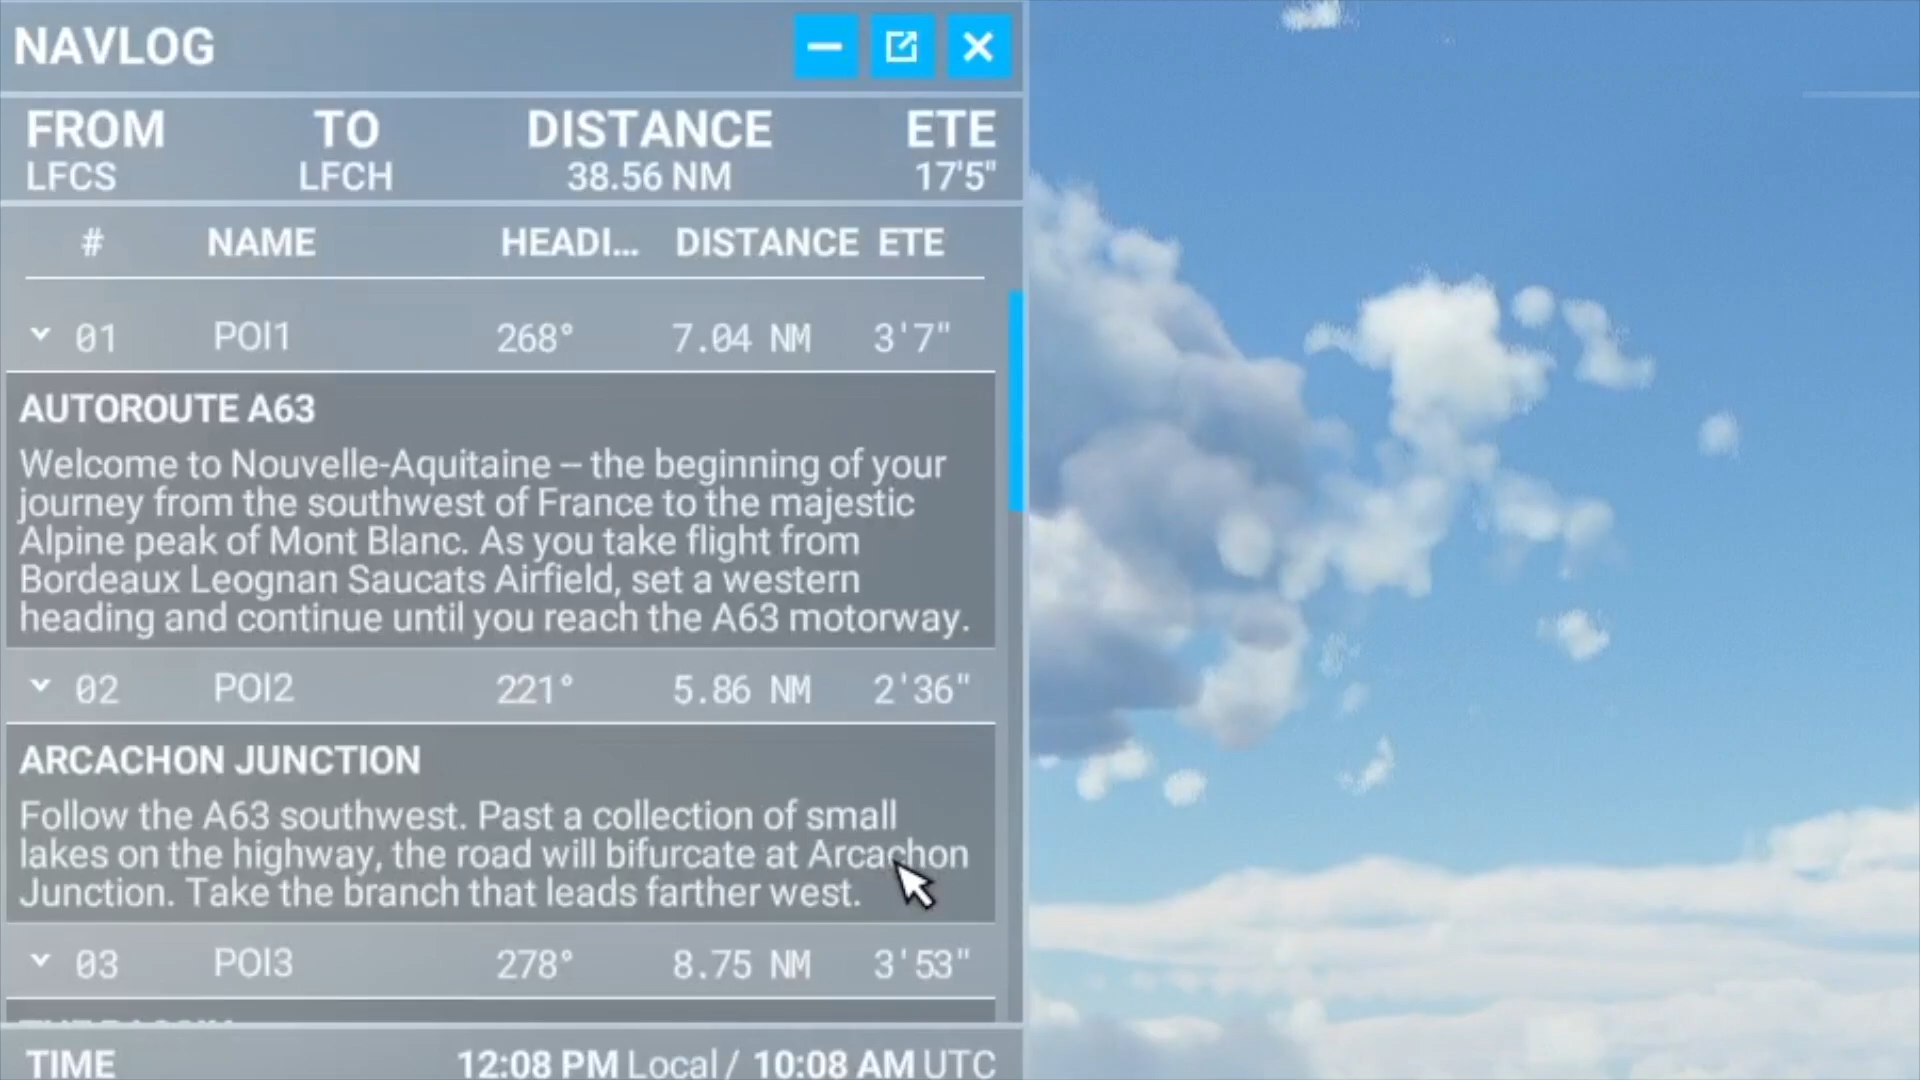 NAVLOG
FROM TO DISTANCE ETE
LFCS LFCH 38.56 NM 17'5"
# NAME HEADI... DISTANCE ETE
01 POI1 268° 7.04 NM 3'7"
AUTOROUTE A63
Welcome to Nouvelle-Aquitaine – the beginning of your
journey from the southwest of France to the majestic
Alpine peak of Mont Blanc. As you take flight from
Bordeaux Leognan Saucats Airfield, set a western
heading and continue until you reach the A63 motorway.
02 POI2 221° 5.86 NM 2'36"
ARCACHON JUNCTION
Follow the A63 southwest. Past a collection of small
lakes on the highway, the road will bifurcate at Arcachon
Junction. Take the branch that leads farther west.
03 POI3 278° 8.75 NM 3'53"
TIME 12:08 PM Local / 10:08 AM UTC